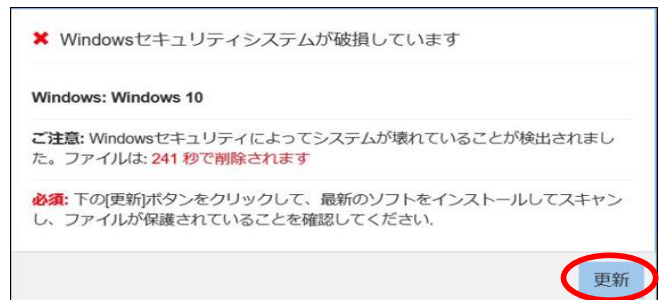 ✖ Windowsセキュリティシステムが破損しています
Windows: Windows 10
ご注意: Windowsセキュリティによってシステムが壊れていることが検出されまし
た。ファイルは: 241 秒で削除されます
必須: 下の[更新]ボタンをクリックして、最新のソフトをインストールしてスキャン
し、ファイルが保護されていることを確認してください.
更新